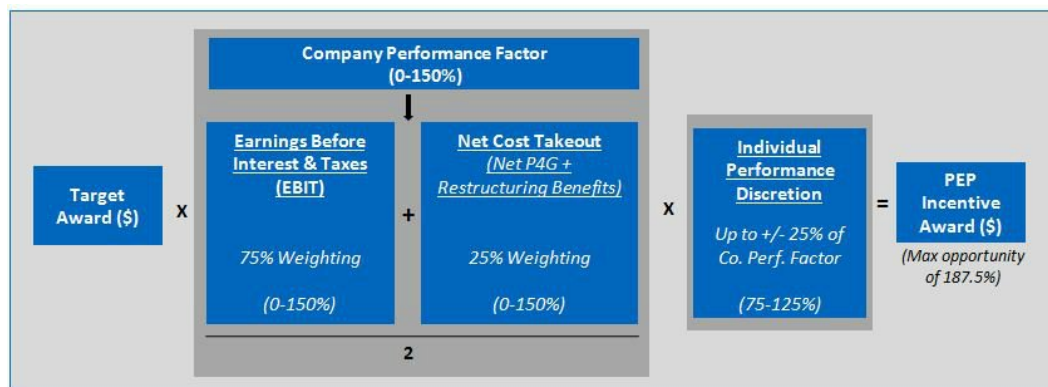 Company Performance Factor
(0-150%)
Target
Award ($)
X
Earnings Before
Interest & Taxes
(EBIT)
75% Weighting
(0-150%)
+
Net Cost Takeout
(Net P4G +
Restructuring Benefits)
25% Weighting
(0-150%)
2
X
Individual
Performance
Discretion
Up to +/- 25% of
Co. Perf. Factor
(75-125%)
=
PEP
Incentive
Award ($)
(Max opportunity
of 187.5%)